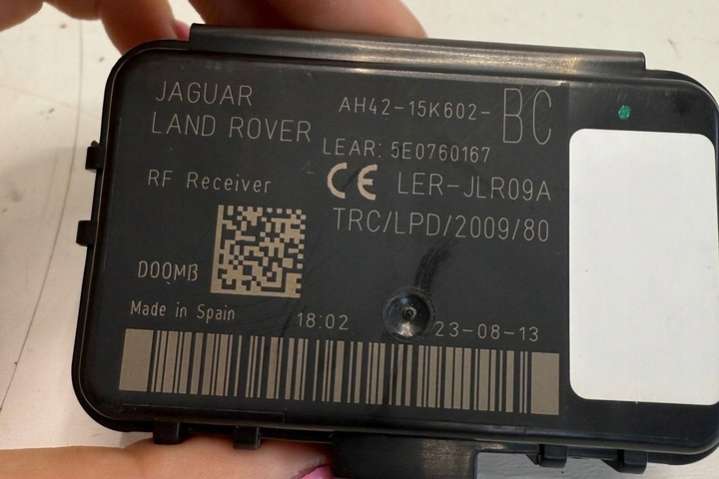 JAGUAR
LAND ROVER
AH42-15K602-BC
LEAR: 5E0760167
RF Receiver
CE LER-JLR09A
TRC/LPD/2009/80
D00MB
Made in Spain
18:02
23-08-13